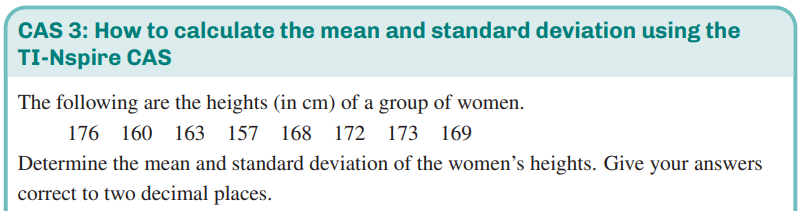 CAS 3: How to calculate the mean and standard deviation using the
TI-Nspire CAS
The following are the heights (in cm) of a group of women.
176 160 163 157 168 172 173 169
Determine the mean and standard deviation of the women’s heights. Give your answers
correct to two decimal places.